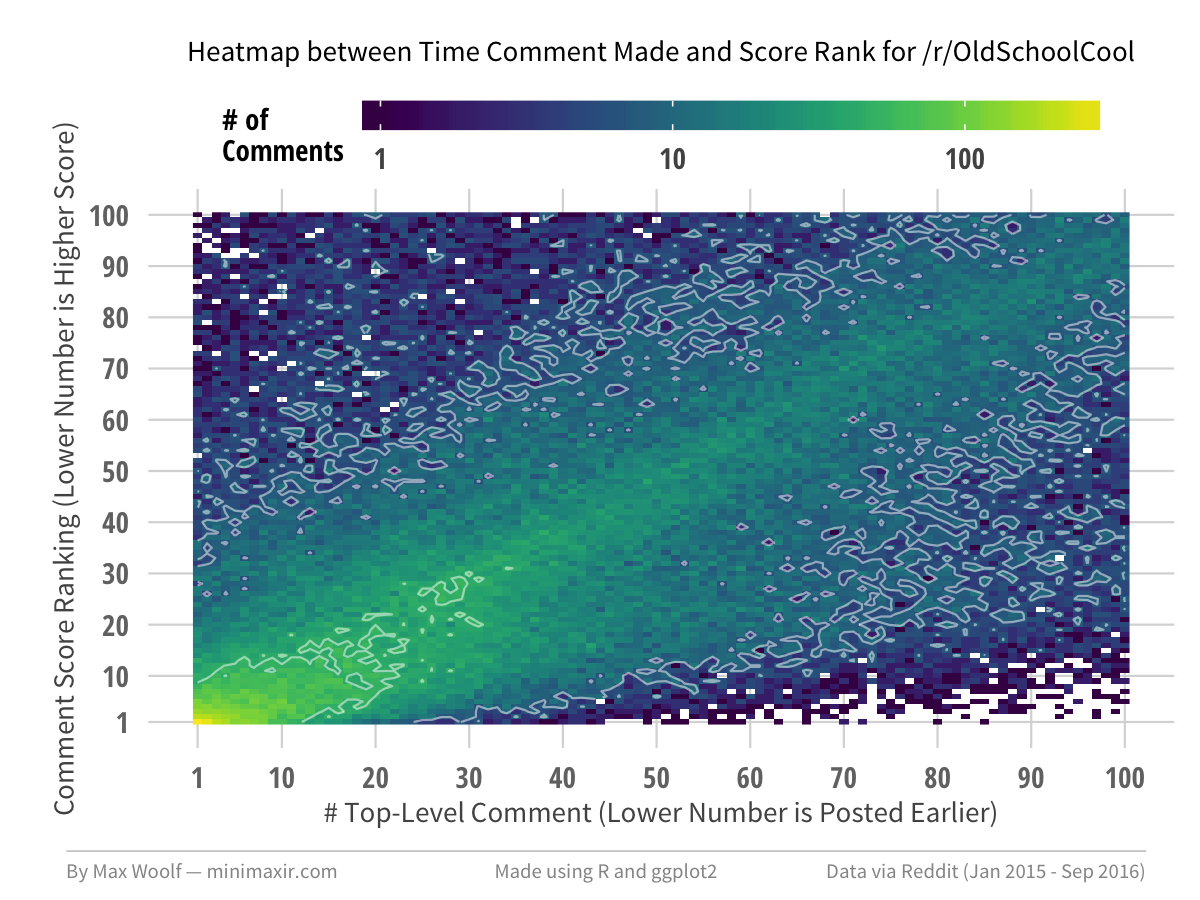 Heatmap between Time Comment Made and Score Rank for /r/OldSchoolCool
# of
Comments
1 10 100
Comment Score Ranking (Lower Number is Higher Score)
100
90
80
70
60
50
40
30
20
10
1
1 10 20 30 40 50 60 70 80 90 100
# Top-Level Comment (Lower Number is Posted Earlier)
By Max Woolf — minimaxir.com
Made using R and ggplot2
Data via Reddit (Jan 2015 - Sep 2016)